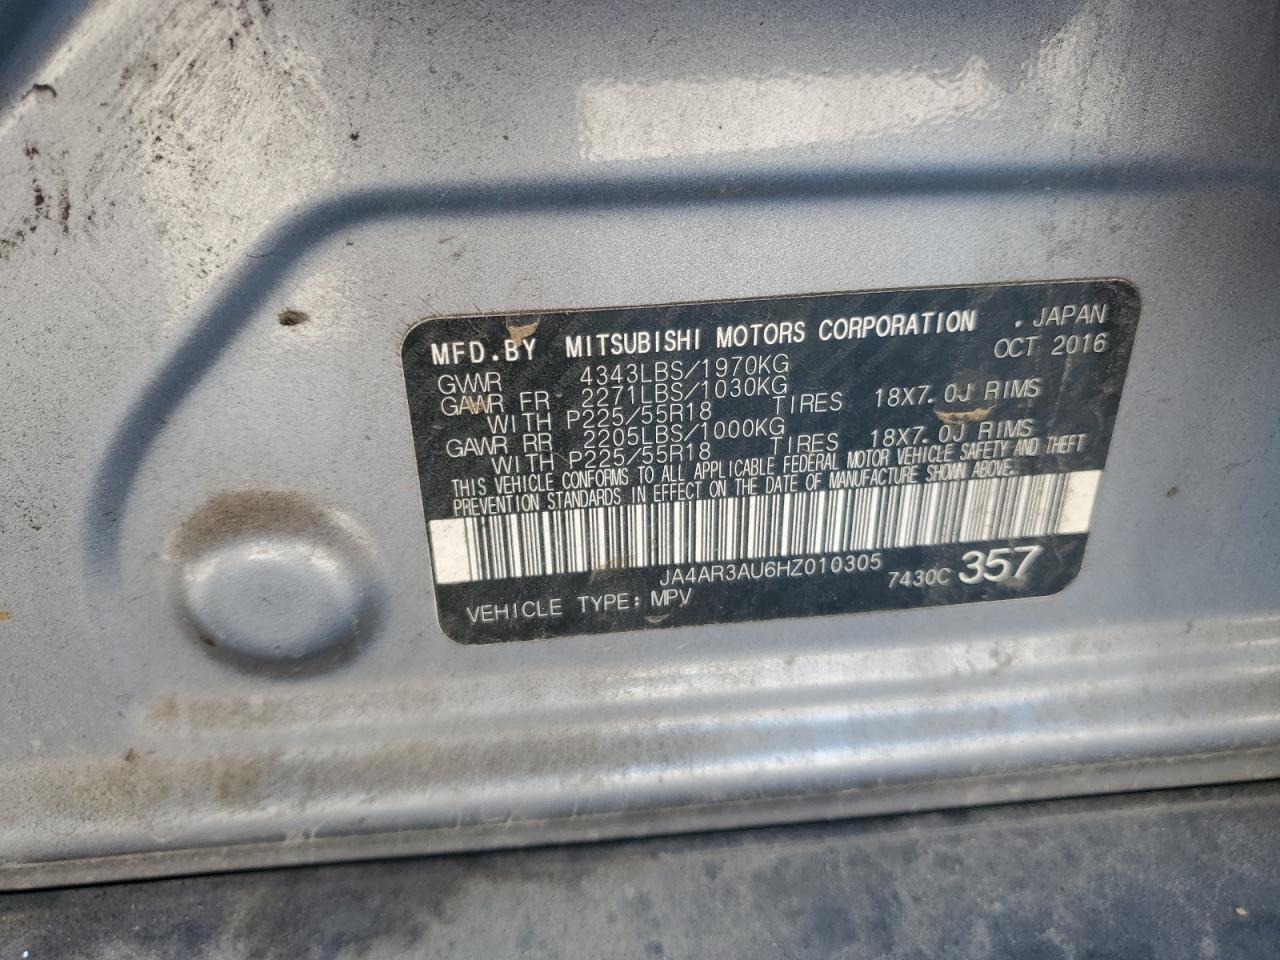 MFD.BY MITSUBISHI MOTORS CORPORATION . JAPAN
OCT 2016
GVWR 4343LBS/1970KG
GAWR FR 2271LBS/1030KG
WITH P225/55R18 TIRES 18X7.0J RIMS
GAWR RR 2205LBS/1000KG
WITH P225/55R18 TIRES 18X7.0J RIMS
THIS VEHICLE CONFORMS TO ALL APPLICABLE FEDERAL MOTOR VEHICLE SAFETY AND THEFT
PREVENTION STANDARDS IN EFFECT ON THE DATE OF MANUFACTURE SHOWN ABOVE.
JA4AR3AU6HZ010305
VEHICLE TYPE: MPV 7430C 357